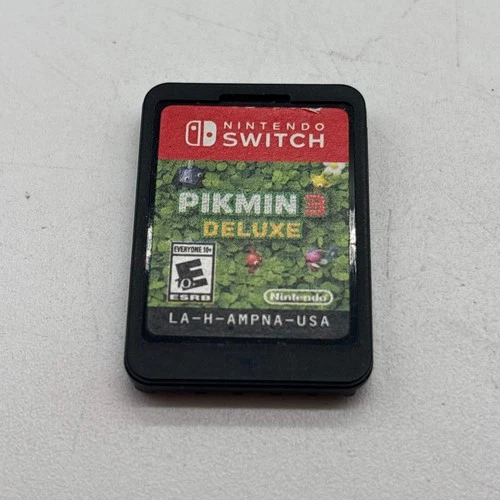 NINTENDO
SWITCH
PIKMIN 3
DELUXE
EVERYONE 10+
E
10+
ESRB
Nintendo
LA-H-AMPNA-USA